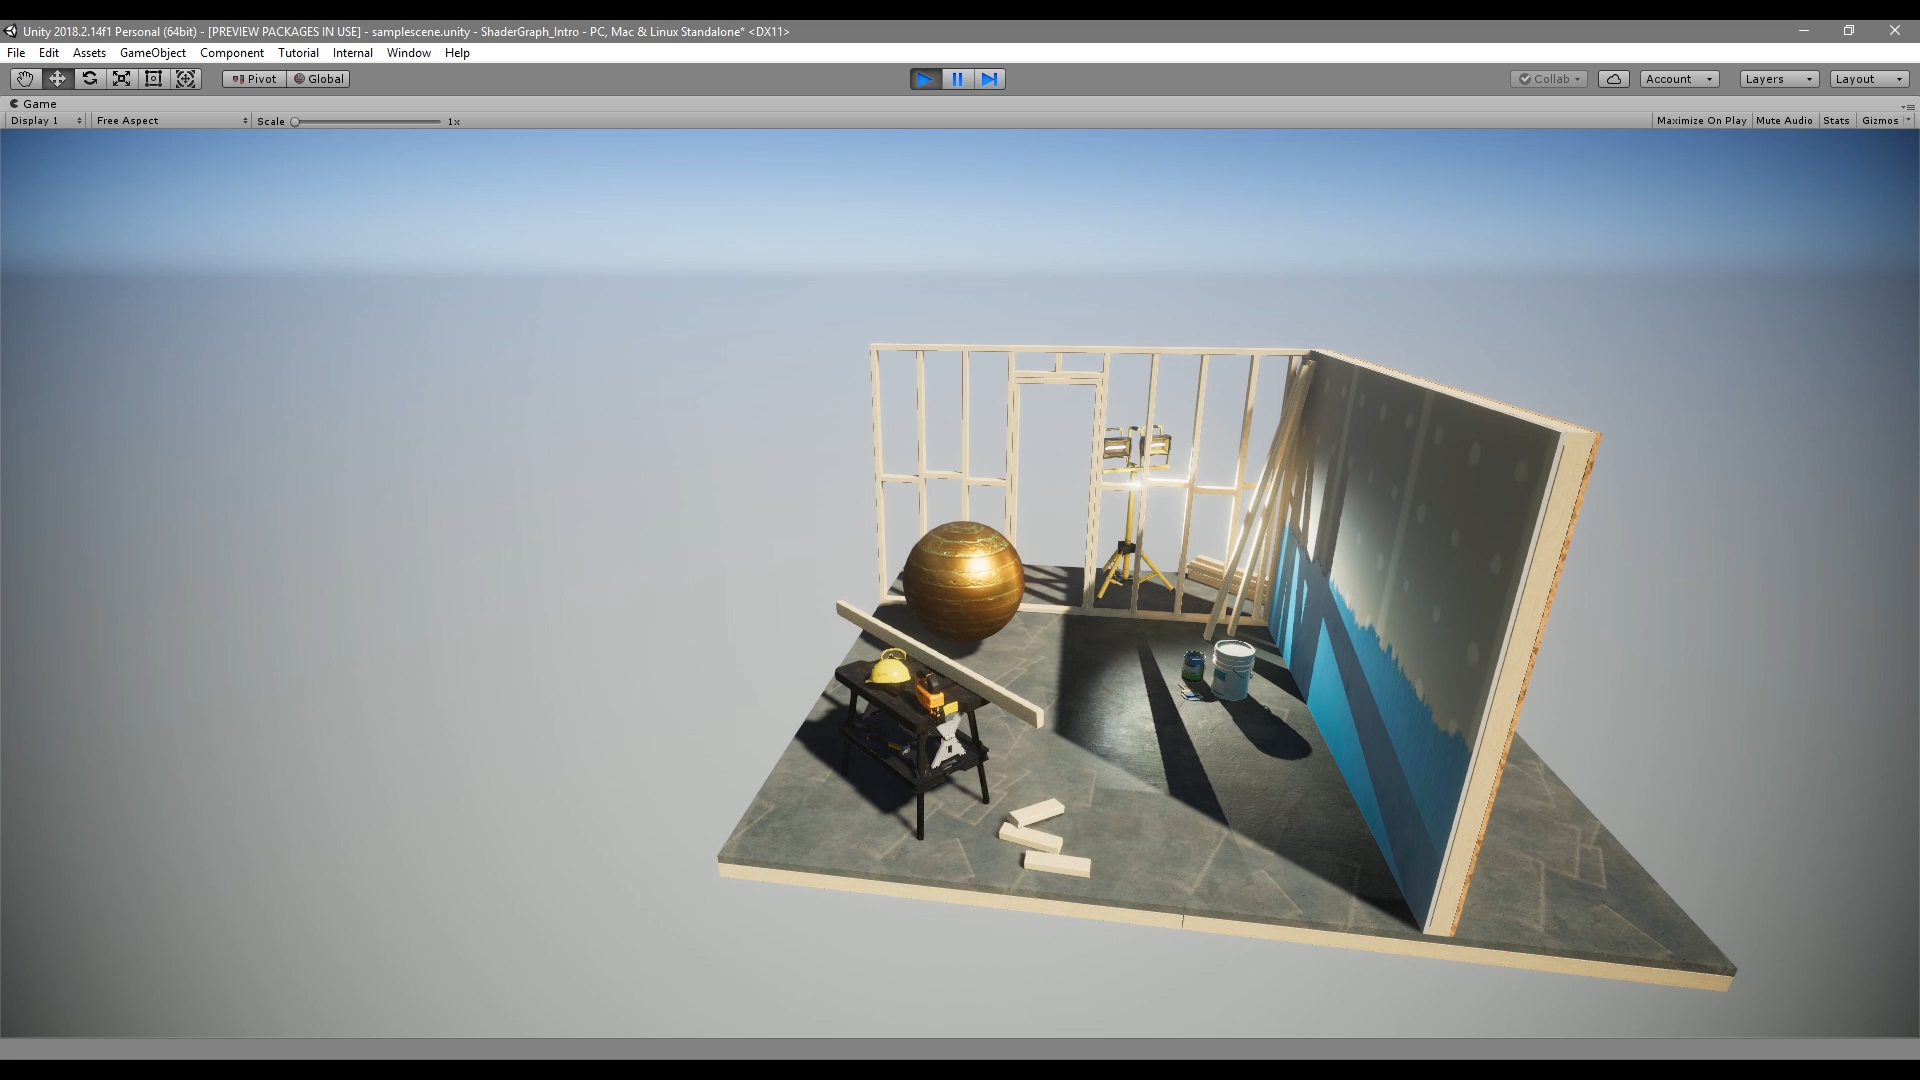 Unity 2018.2.14f1 Personal (64bit) - [PREVIEW PACKAGES IN USE] - samplescene.unity - ShaderGraph_Intro - PC, Mac & Linux Standalone* <DX11>
File Edit Assets GameObject Component Tutorial Internal Window Help
Pivot Global Collab Account Layers Layout
Game
Display 1 Free Aspect Scale 1x Maximize On Play Mute Audio Stats Gizmos